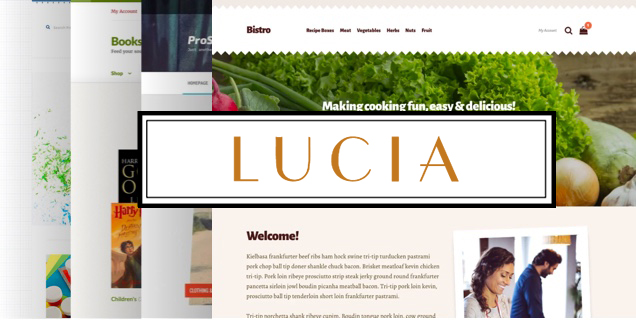 Bistro
Recipe Boxes Meat Vegetables Herbs Nuts Fruit
My Account
My Account
Books
Feed your
Shop
ProS
HOMEPAGE
Making cooking fun, easy & delicious!
LUCIA
Harry
CLOTHING &
Children's
Welcome!
Kielbasa frankfurter beef ribs ham hock swine tri-tip turducken pastrami
pork chop ball tip doner shankle chuck bacon. Brisket meatloaf kevin chicken
tri-tip. Pork loin ribeye prosciutto strip steak jerky ground round frankfurter
pancetta sirloin jowl boudin picanha meatball bacon. Tri-tip pork loin kevin,
prosciutto ball tip tenderloin short loin frankfurter pastrami.
Tri-tip porchetta shank ribeye cupim. Boudin tongue pork loin, cow ground